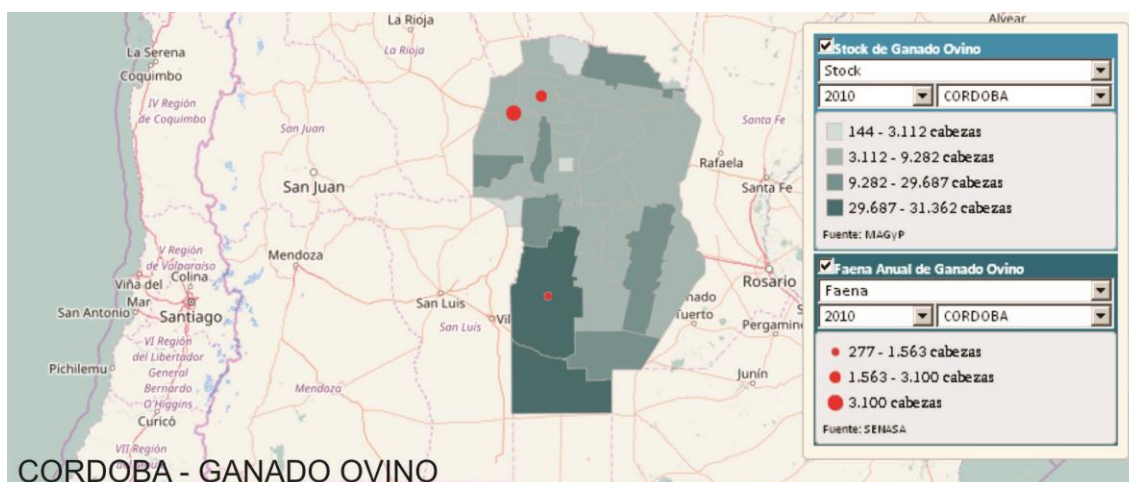 La Rioja
La Rioja
Alvear
La Serena
Coquimbo
IV Región
de Coquimbo
San Juan
San Juan
Santa Fe
Rafaela
Santa Fe
V Región
de Valparaíso
Mendoza
Viña del
Mar
Colina
San Antonio
Santiago
San Luis
San Luis
Vil
Rosario
nado
uerto
Pergamino
VI Región
del Libertador
General
Bernardo
O'Higgins
Pichilemu
Mendoza
Junín
Curicó
VII Región
CORDOBA - GANADO OVINO
Stock de Ganado Ovino
Stock
2010 CORDOBA
144 - 3.112 cabezas
3.112 - 9.282 cabezas
9.282 - 29.687 cabezas
29.687 - 31.362 cabezas
Fuente: MAGyP
Faena Anual de Ganado Ovino
Faena
2010 CORDOBA
277 - 1.563 cabezas
1.563 - 3.100 cabezas
3.100 cabezas
Fuente: SENASA